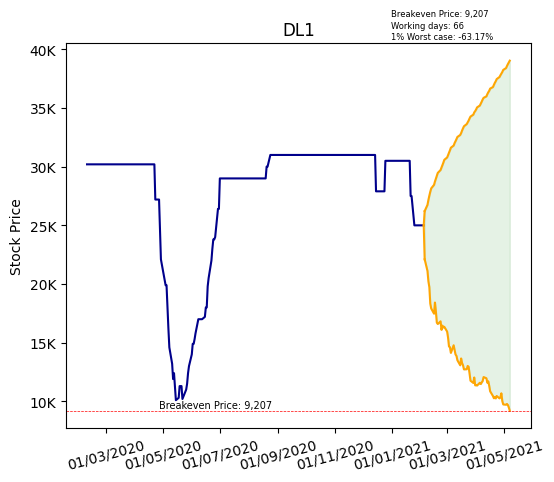 Breakeven Price: 9,207
Working days: 66
1% Worst case: -63.17%
DL1
Stock Price
40K
35K
30K
25K
20K
15K
10K
Breakeven Price: 9,207
01/03/2020
01/05/2020
01/07/2020
01/09/2020
01/11/2020
01/01/2021
01/03/2021
01/05/2021